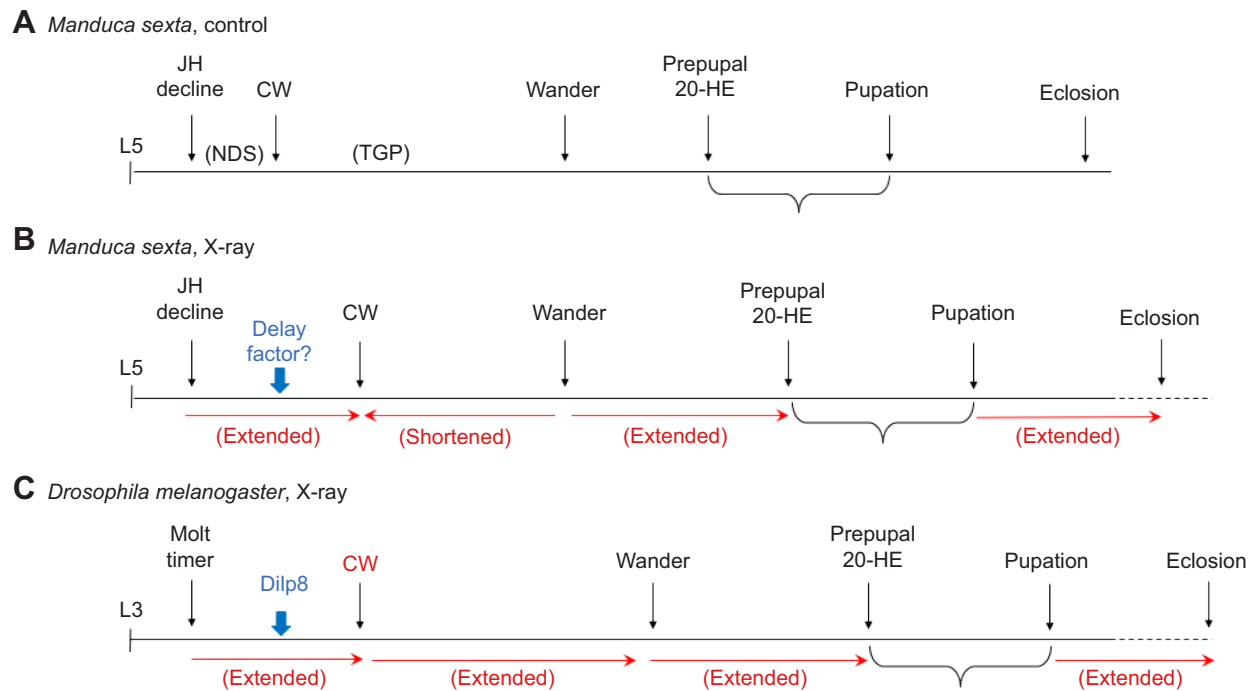 A Manduca sexta, control
JH
decline
CW
Wander
Prepupal
20-HE
Pupation
Eclosion
L5
(NDS)
(TGP)
B Manduca sexta, X-ray
JH
decline
Delay
factor?
CW
Wander
Prepupal
20-HE
Pupation
Eclosion
L5
(Extended)
(Shortened)
(Extended)
(Extended)
C Drosophila melanogaster, X-ray
Molt
timer
Dilp8
CW
Wander
Prepupal
20-HE
Pupation
Eclosion
L3
(Extended)
(Extended)
(Extended)
(Extended)